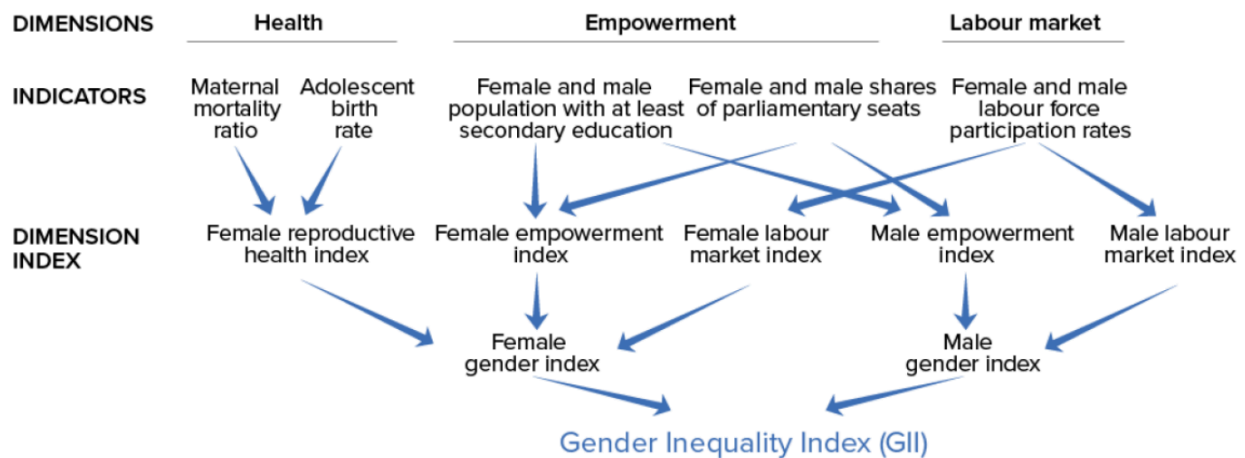 DIMENSIONS Health Empowerment Labour market
INDICATORS
Maternal
mortality
ratio
Adolescent
birth
rate
Female and male
population with at least
secondary education
Female and male shares
of parliamentary seats
Female and male
labour force
participation rates
DIMENSION
INDEX
Female reproductive
health index
Female empowerment
index
Female labour
market index
Male empowerment
index
Male labour
market index
Female
gender index
Male
gender index
Gender Inequality Index (GII)